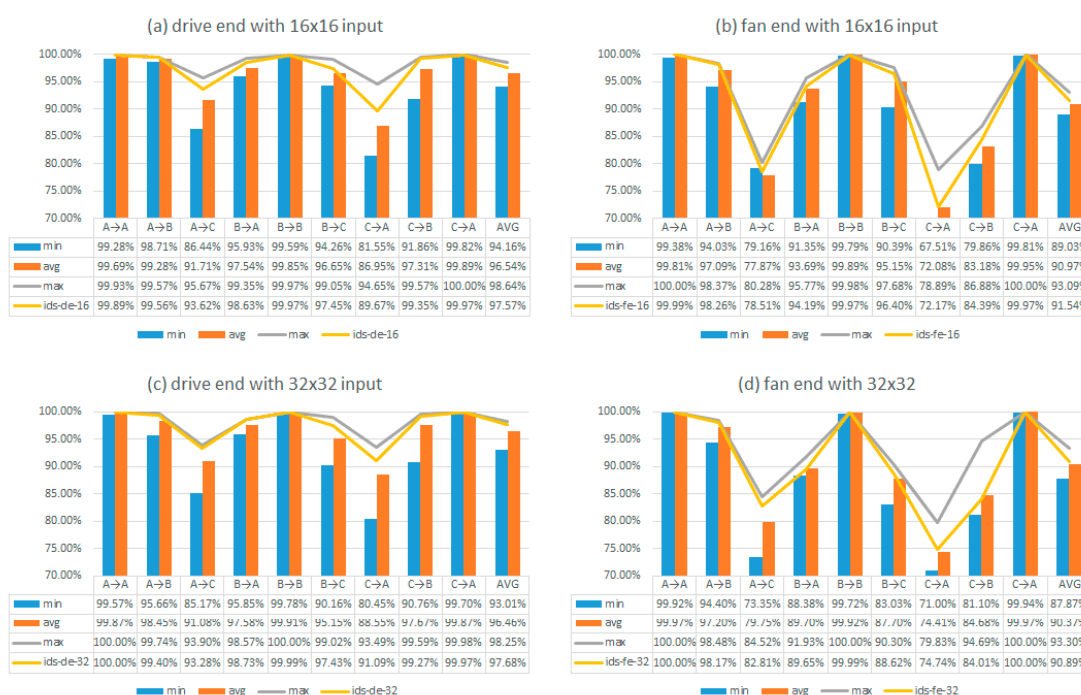 (a) drive end with 16x16 input
100.00%
95.00%
90.00%
85.00%
80.00%
75.00%
70.00%
A→A A→B A→C B→A B→B B→C C→A C→B C→A AVG
min 99.28% 98.71% 86.44% 95.93% 99.59% 94.26% 81.55% 91.86% 99.82% 94.16%
avg 99.69% 99.28% 91.71% 97.54% 99.85% 96.65% 86.95% 97.31% 99.89% 96.54%
max 99.93% 99.57% 95.67% 99.35% 99.97% 99.05% 94.65% 99.57% 100.00% 98.64%
ids-de-16 99.89% 99.56% 93.62% 98.63% 99.97% 97.45% 89.67% 99.35% 99.97% 97.57%
min avg max ids-de-16
(b) fan end with 16x16 input
100.00%
95.00%
90.00%
85.00%
80.00%
75.00%
70.00%
A→A A→B A→C B→A B→B B→C C→A C→B C→A AVG
min 99.38% 94.03% 79.16% 91.35% 99.79% 90.39% 67.51% 79.86% 99.81% 89.03%
avg 99.81% 97.09% 77.87% 93.69% 99.89% 95.15% 72.08% 83.18% 99.95% 90.97%
max 100.00% 98.37% 80.28% 95.77% 99.98% 97.68% 78.89% 86.88% 100.00% 93.09%
ids-fe-16 99.99% 98.26% 78.51% 94.19% 99.97% 96.40% 72.17% 84.39% 99.97% 91.54%
min avg max ids-fe-16
(c) drive end with 32x32 input
100.00%
95.00%
90.00%
85.00%
80.00%
75.00%
70.00%
A→A A→B A→C B→A B→B B→C C→A C→B C→A AVG
min 99.57% 95.66% 85.17% 95.85% 99.78% 90.16% 80.45% 90.76% 99.70% 93.01%
avg 99.87% 98.45% 91.08% 97.58% 99.91% 95.15% 88.55% 97.67% 99.87% 96.46%
max 100.00% 99.74% 93.90% 98.57% 100.00% 99.02% 93.49% 99.59% 99.98% 98.25%
ids-de-32 100.00% 99.40% 93.28% 98.73% 99.99% 97.43% 91.09% 99.27% 99.97% 97.68%
min avg max ids-de-32
(d) fan end with 32x32
100.00%
95.00%
90.00%
85.00%
80.00%
75.00%
70.00%
A→A A→B A→C B→A B→B B→C C→A C→B C→A AVG
min 99.92% 94.40% 73.35% 88.38% 99.72% 83.03% 71.00% 81.10% 99.94% 87.87%
avg 99.97% 97.20% 79.75% 89.70% 99.92% 87.70% 74.41% 84.68% 99.97% 90.37%
max 100.00% 98.48% 84.52% 91.93% 100.00% 90.30% 79.83% 94.69% 100.00% 93.30%
ids-fe-32 100.00% 98.17% 82.81% 89.65% 99.99% 88.62% 74.74% 84.01% 100.00% 90.89%
min avg max ids-fe-32